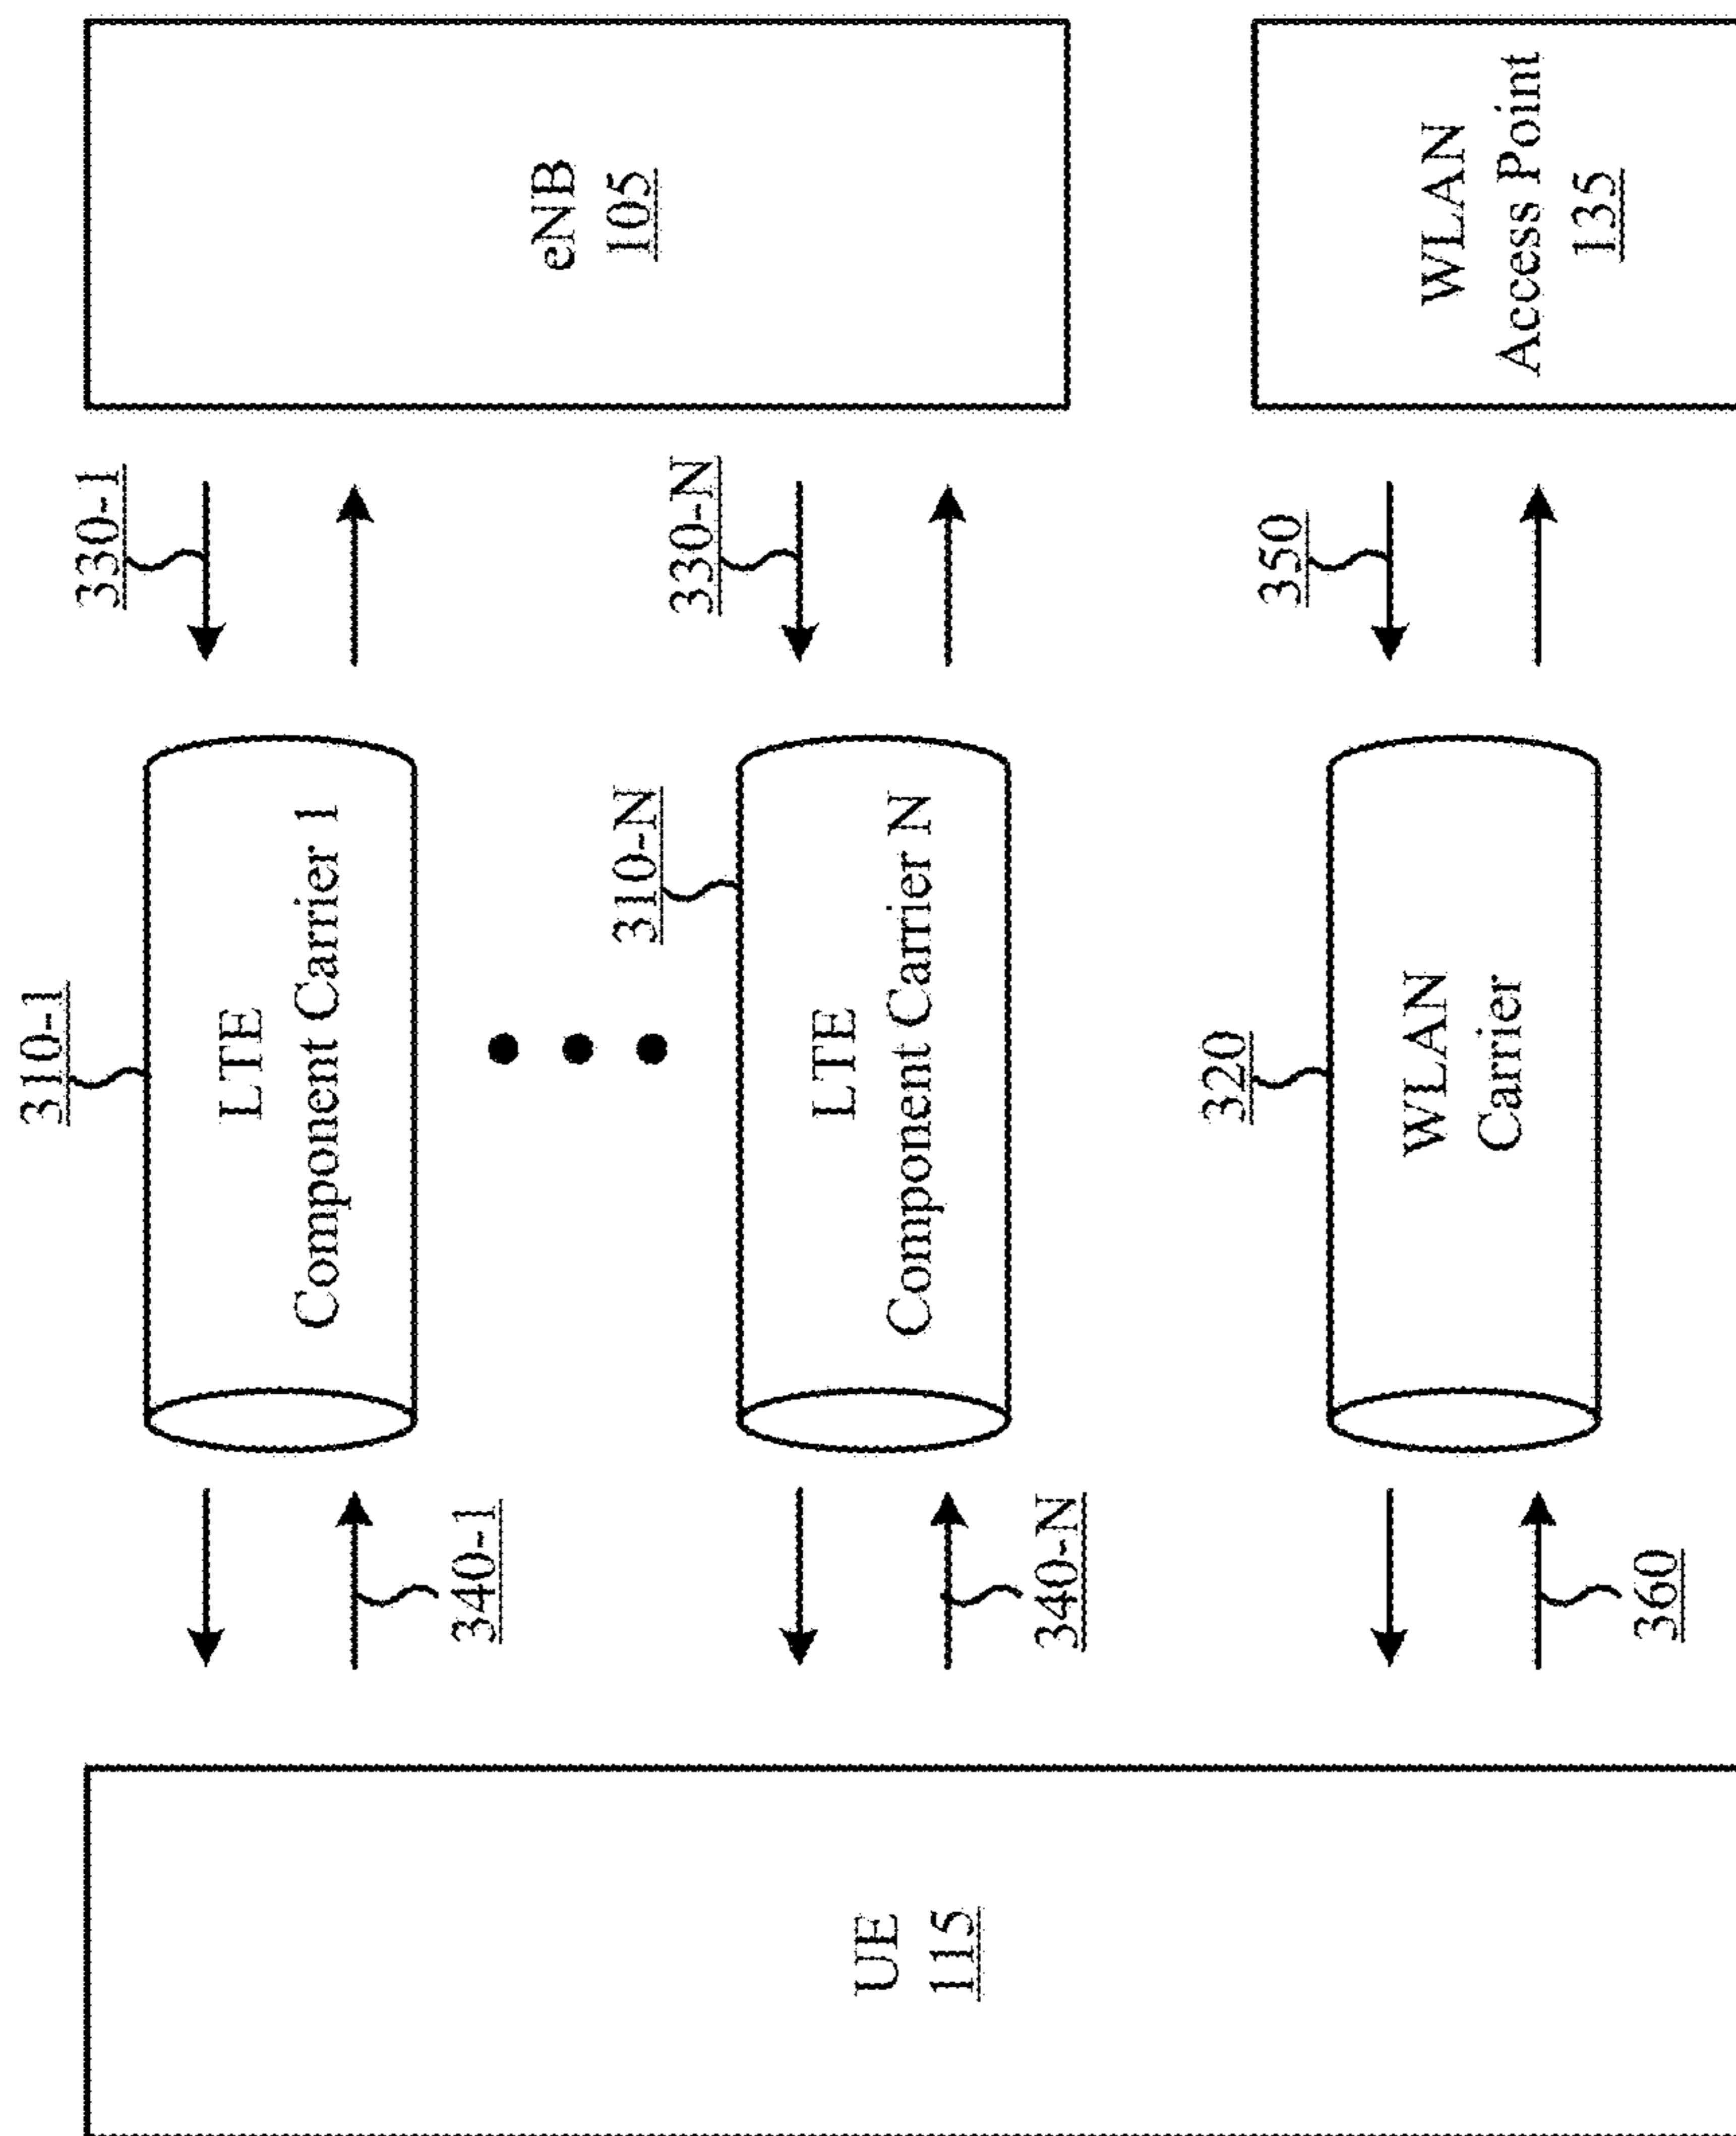 310-1
LTE
Component Carrier 1
340-1
330-1
310-N
LTE
Component Carrier N
340-N
330-N
320
WLAN
Carrier
360
350
UE
115
eNB
105
WLAN
Access Point
135